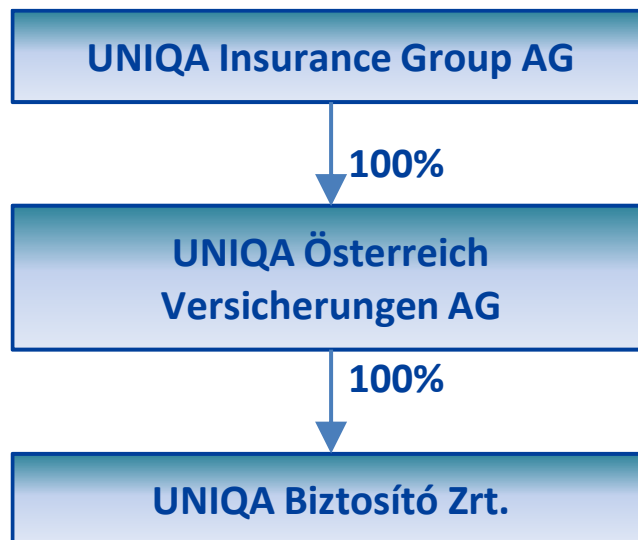 UNIQA Insurance Group AG
100%
UNIQA Österreich
Versicherungen AG
100%
UNIQA Biztosító Zrt.